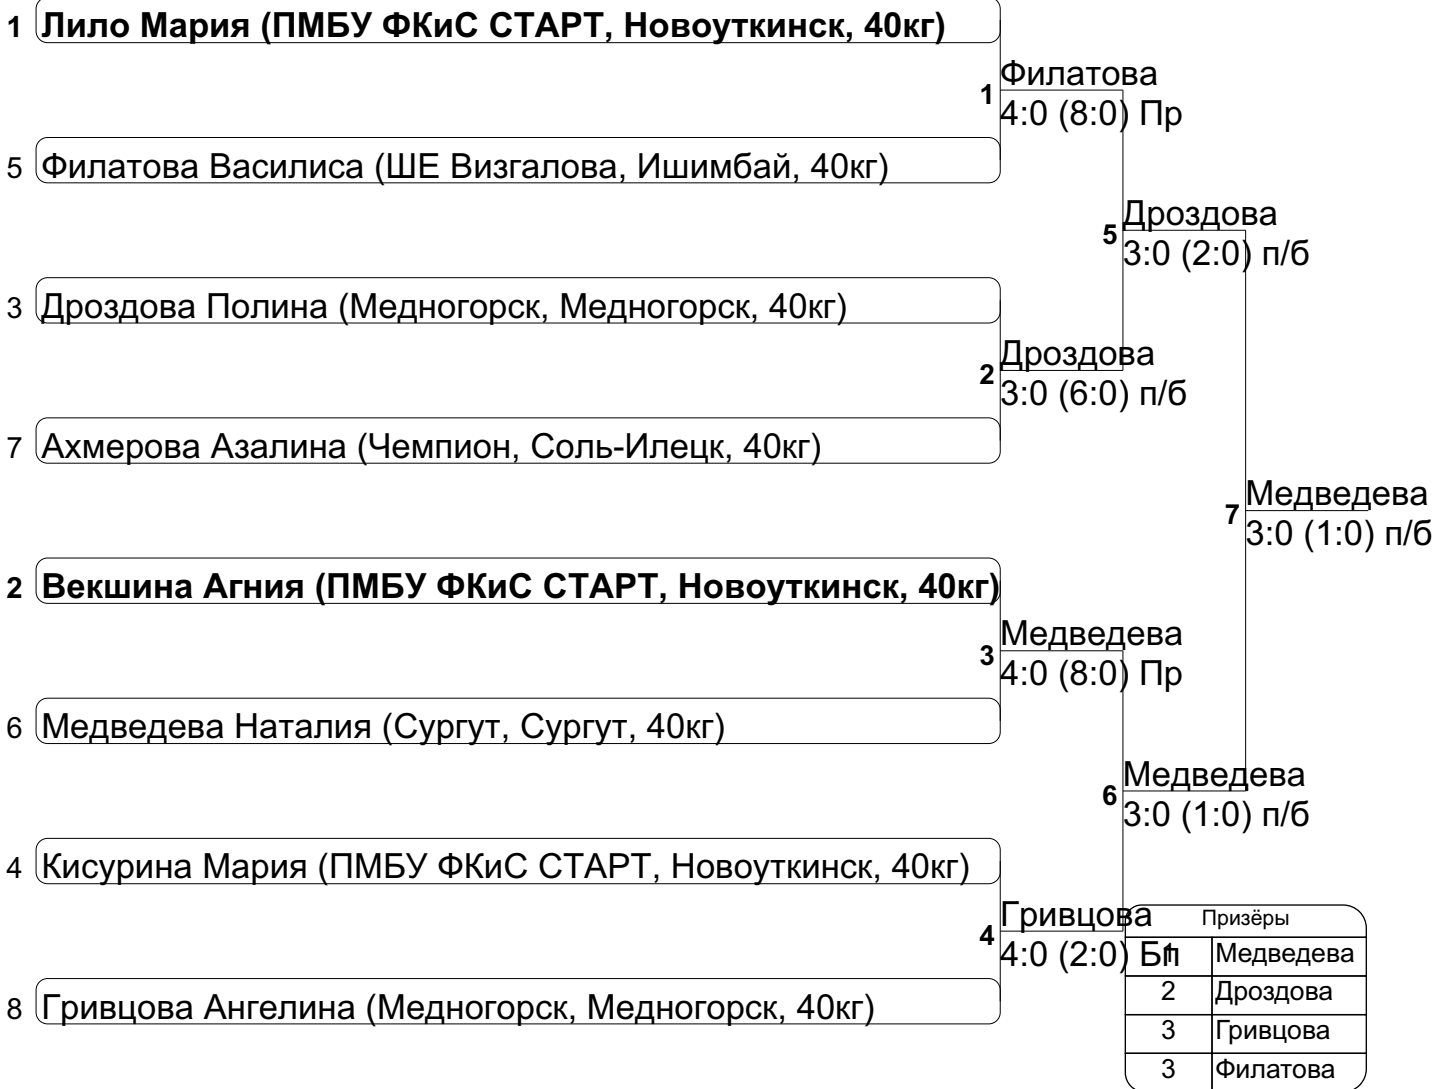 1 Лило Мария (ПМБУ ФКиС СТАРТ, Новоуткинск, 40кг)
Филатова
1
4:0 (8:0) Пр
5 Филатова Василиса (ШЕ Визгалова, Ишимбай, 40кг)
Дроздова
5
3:0 (2:0) п/б
3 Дроздова Полина (Медногорск, Медногорск, 40кг)
Дроздова
2
3:0 (6:0) п/б
7 Ахмерова Азалина (Чемпион, Соль-Илецк, 40кг)
Медведева
7
3:0 (1:0) п/б
2 Векшина Агния (ПМБУ ФКиС СТАРТ, Новоуткинск, 40кг)
Медведева
3
4:0 (8:0) Пр
6 Медведева Наталия (Сургут, Сургут, 40кг)
Медведева
6
3:0 (1:0) п/б
4 Кисурина Мария (ПМБУ ФКиС СТАРТ, Новоуткинск, 40кг)
Гривцова
4
4:0 (2:0) Бп
8 Гривцова Ангелина (Медногорск, Медногорск, 40кг)
Призёры
1 Медведева
2 Дроздова
3 Гривцова
3 Филатова